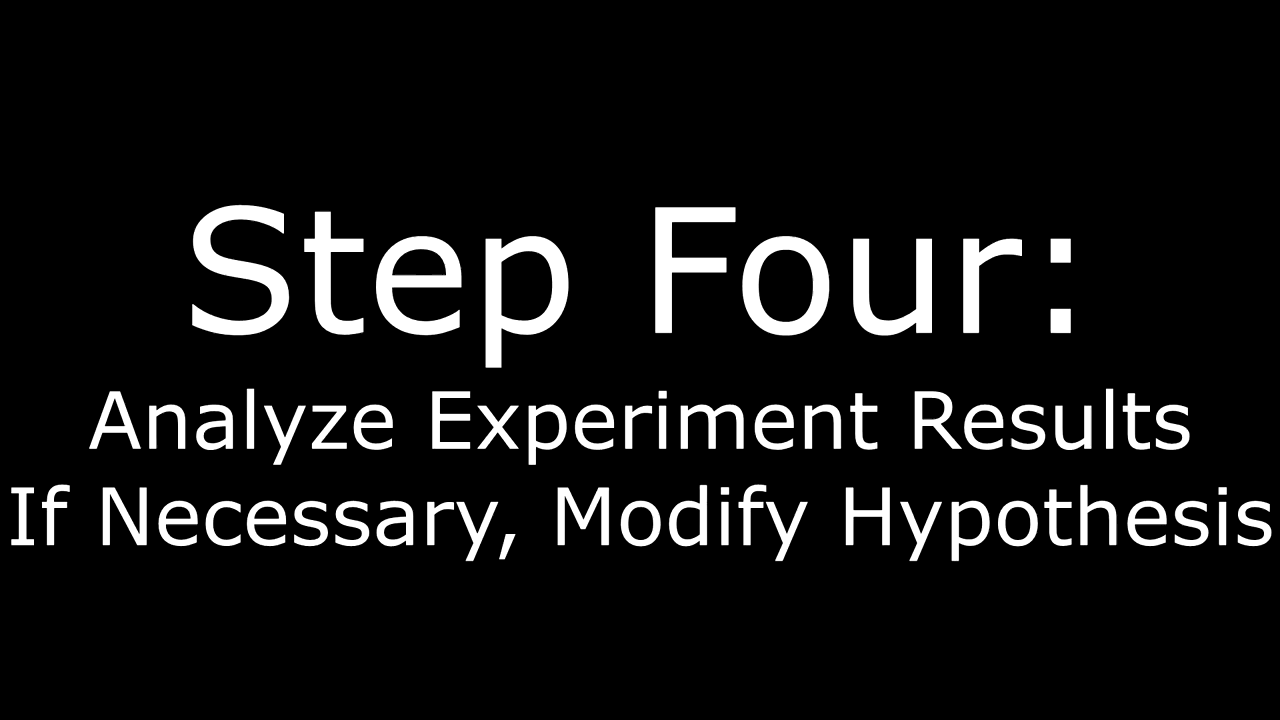 Step Four:
Analyze Experiment Results
If Necessary, Modify Hypothesis